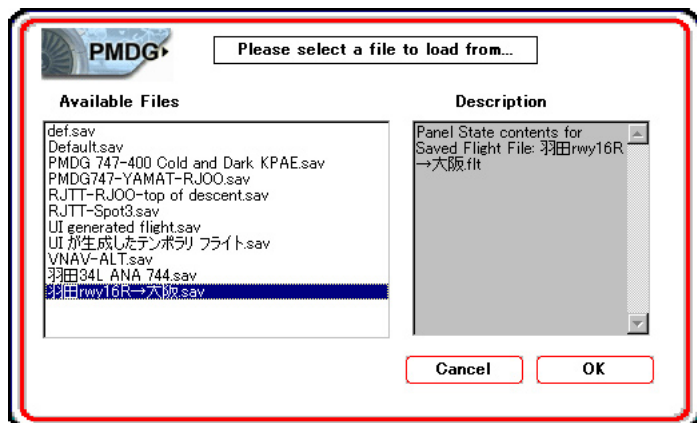 PMDG
Please select a file to load from...
Available Files
def.sav
Default.sav
PMDG 747-400 Cold and Dark KPAE.sav
PMDG747-YAMAT-RJOO.sav
RJTT-RJOO-top of descent.sav
RJTT-Spot3.sav
UI generated flight.sav
UI が生成したテンポラリ フライト.sav
VNAV-ALT.sav
羽田34L ANA 744.sav
羽田rwy16R→大阪.sav
Description
Panel State contents for
Saved Flight File: 羽田rwy16R
→大阪.flt
Cancel
OK